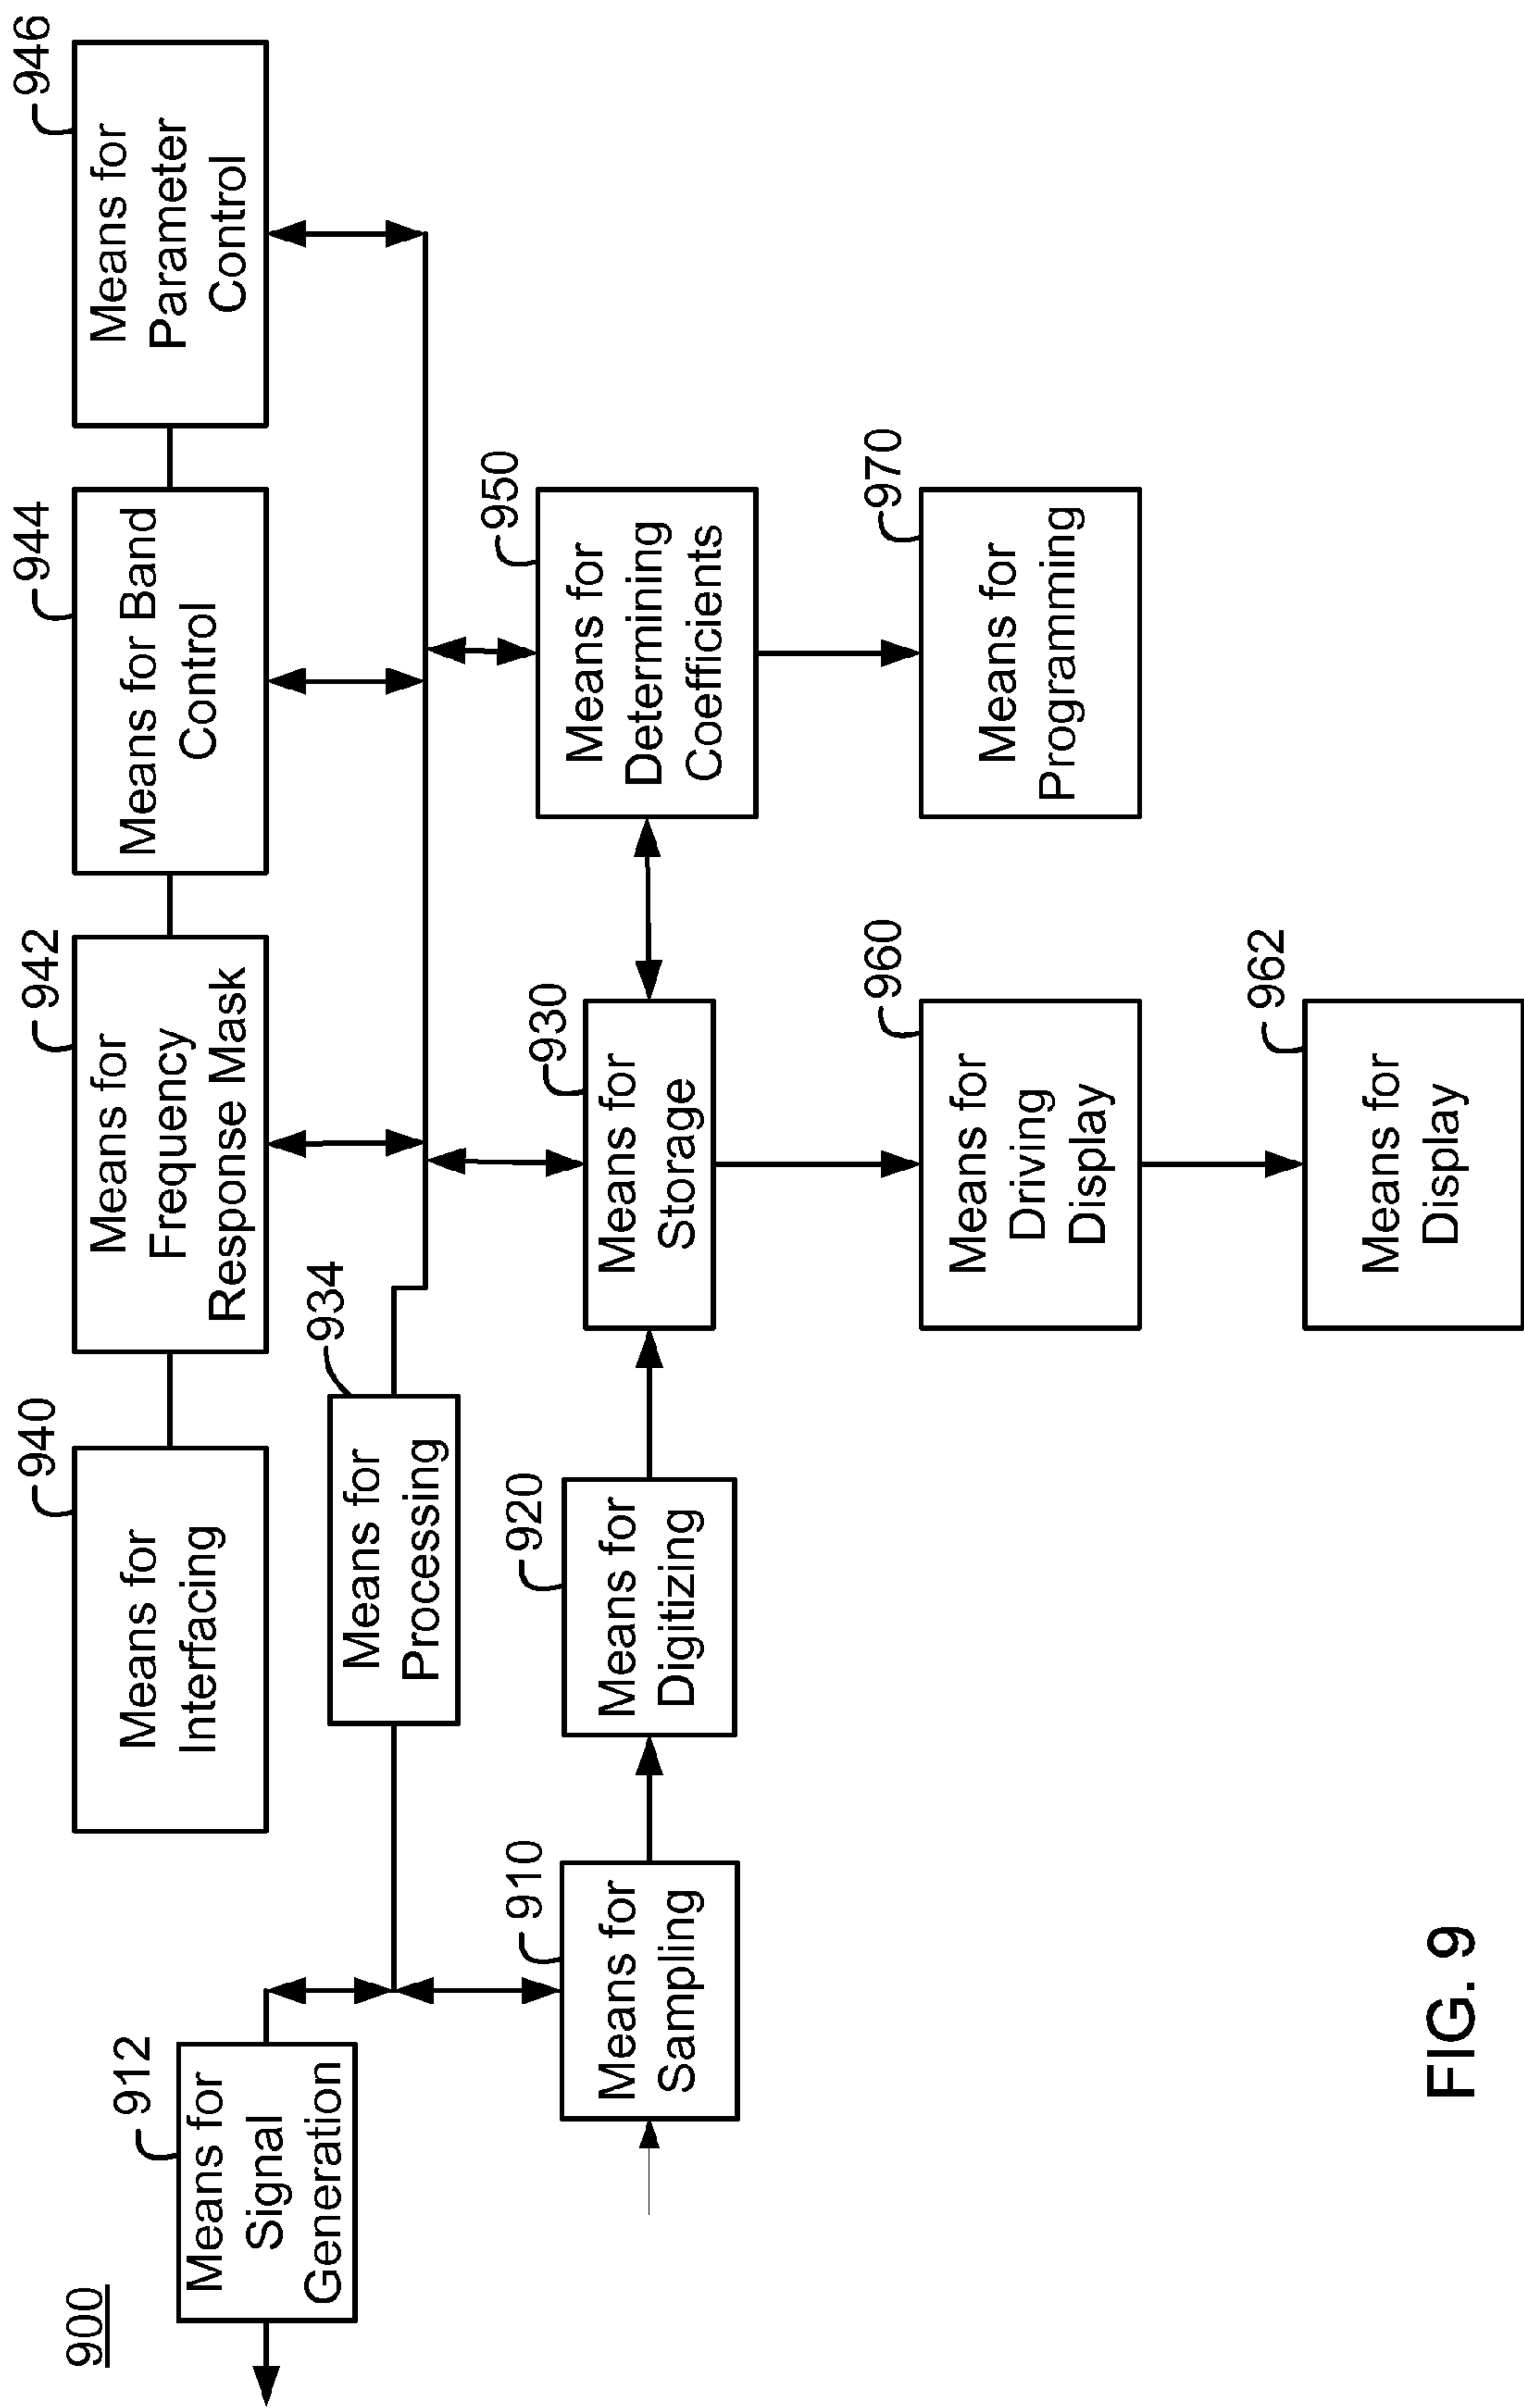 900
912
Means for
Signal
Generation
940
Means for
Interfacing
942
Means for
Frequency
Response Mask
944
Means for Band
Control
946
Means for
Parameter
Control
934
Means for
Processing
910
Means for
Sampling
920
Means for
Digitizing
930
Means for
Storage
950
Means for
Determining
Coefficients
960
Means for
Driving
Display
970
Means for
Programming
962
Means for
Display
FIG. 9